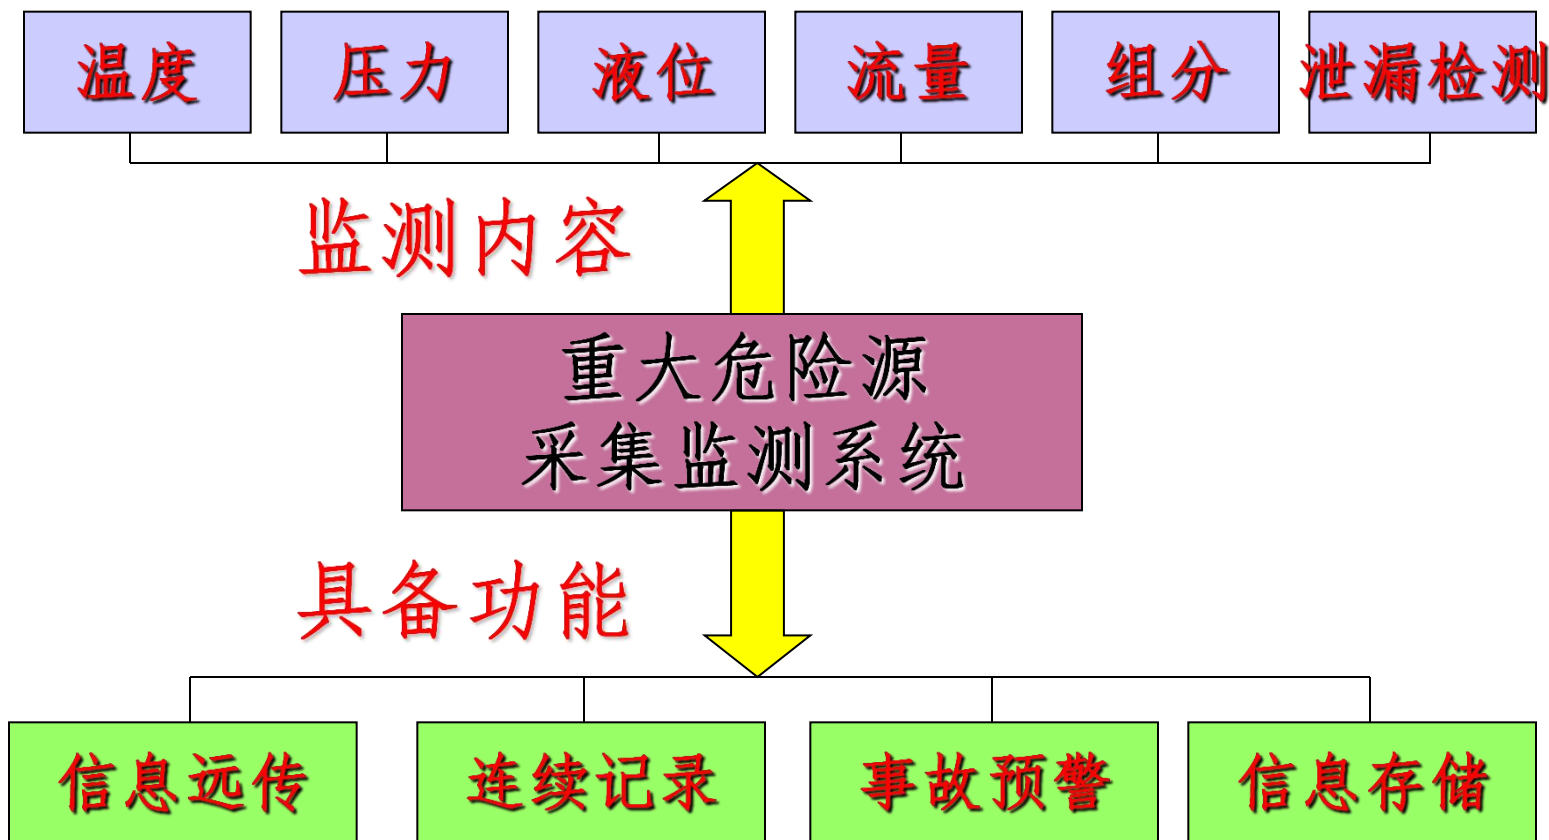 温度
压力
液位
流量
组分
泄漏检测
监测内容
重大危险源
采集监测系统
具备功能
信息远传
连续记录
事故预警
信息存储